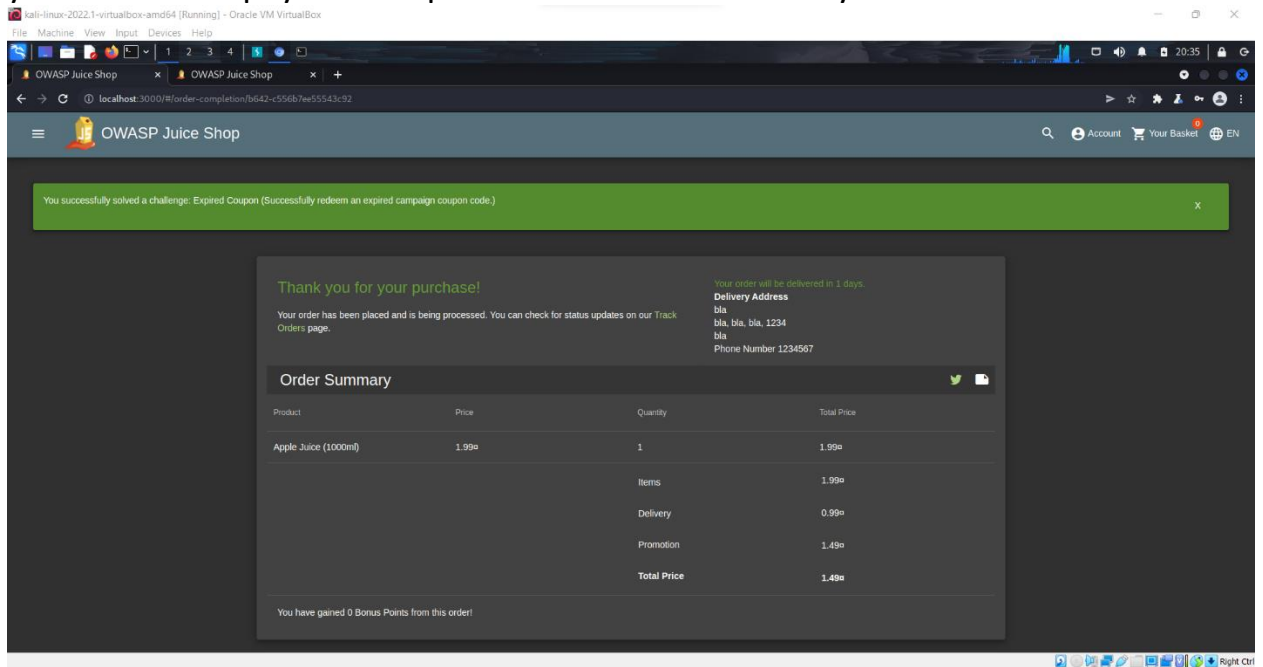 kali-linux-2022.1-virtualbox-amd64 [Running] - Oracle VM VirtualBox
File Machine View Input Devices Help
1 2 3 4 20:35
OWASP Juice Shop x OWASP Juice Shop x +
localhost:3000/#/order-completion/b642-c556b7ee55543c92
OWASP Juice Shop Account Your Basket 0 EN
You successfully solved a challenge: Expired Coupon (Successfully redeem an expired campaign coupon code.) X
Thank you for your purchase!
Your order has been placed and is being processed. You can check for status updates on our Track
Orders page.
Your order will be delivered in 1 days.
Delivery Address
bla
bla, bla, bla, 1234
bla
Phone Number 1234567
Order Summary
Product Price Quantity Total Price
Apple Juice (1000ml) 1.99¤ 1 1.99¤
Items 1.99¤
Delivery 0.99¤
Promotion 1.49¤
Total Price 1.49¤
You have gained 0 Bonus Points from this order!
Right Ctrl